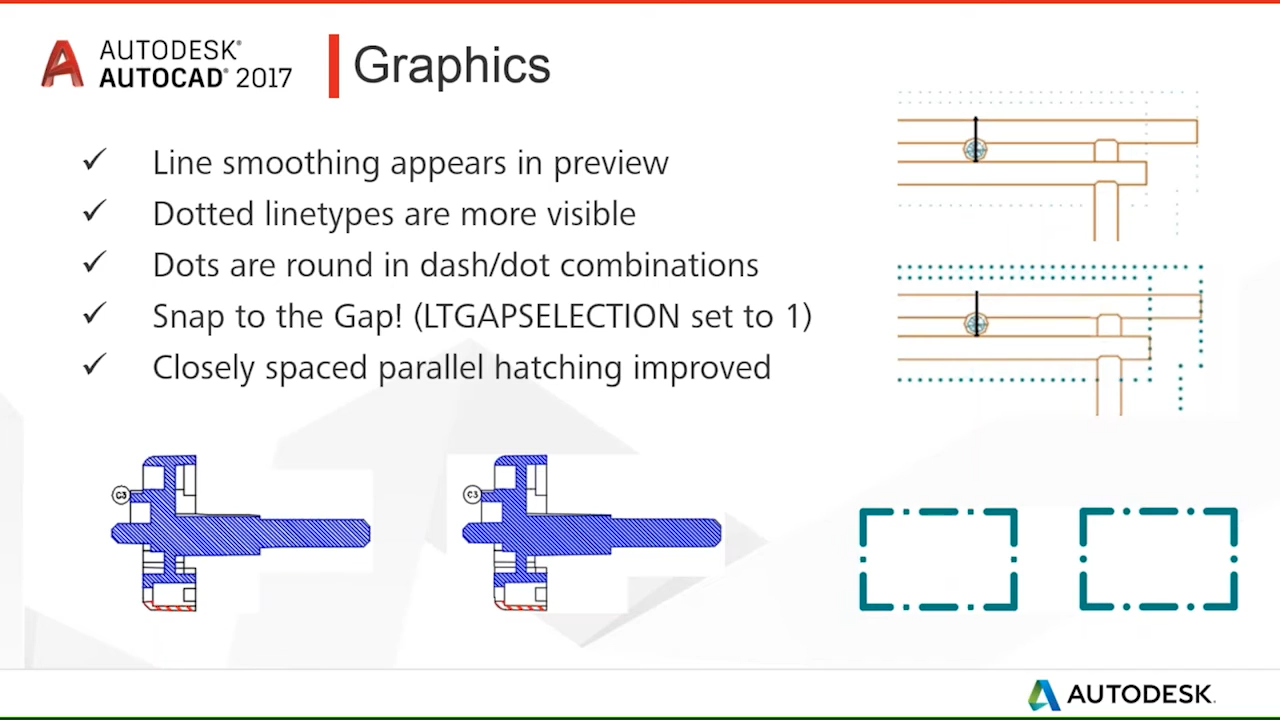 AUTODESK®
AUTOCAD® 2017
Graphics
✓ Line smoothing appears in preview
✓ Dotted linetypes are more visible
✓ Dots are round in dash/dot combinations
✓ Snap to the Gap! (LTGAPSELECTION set to 1)
✓ Closely spaced parallel hatching improved
C3
C3
AUTODESK.